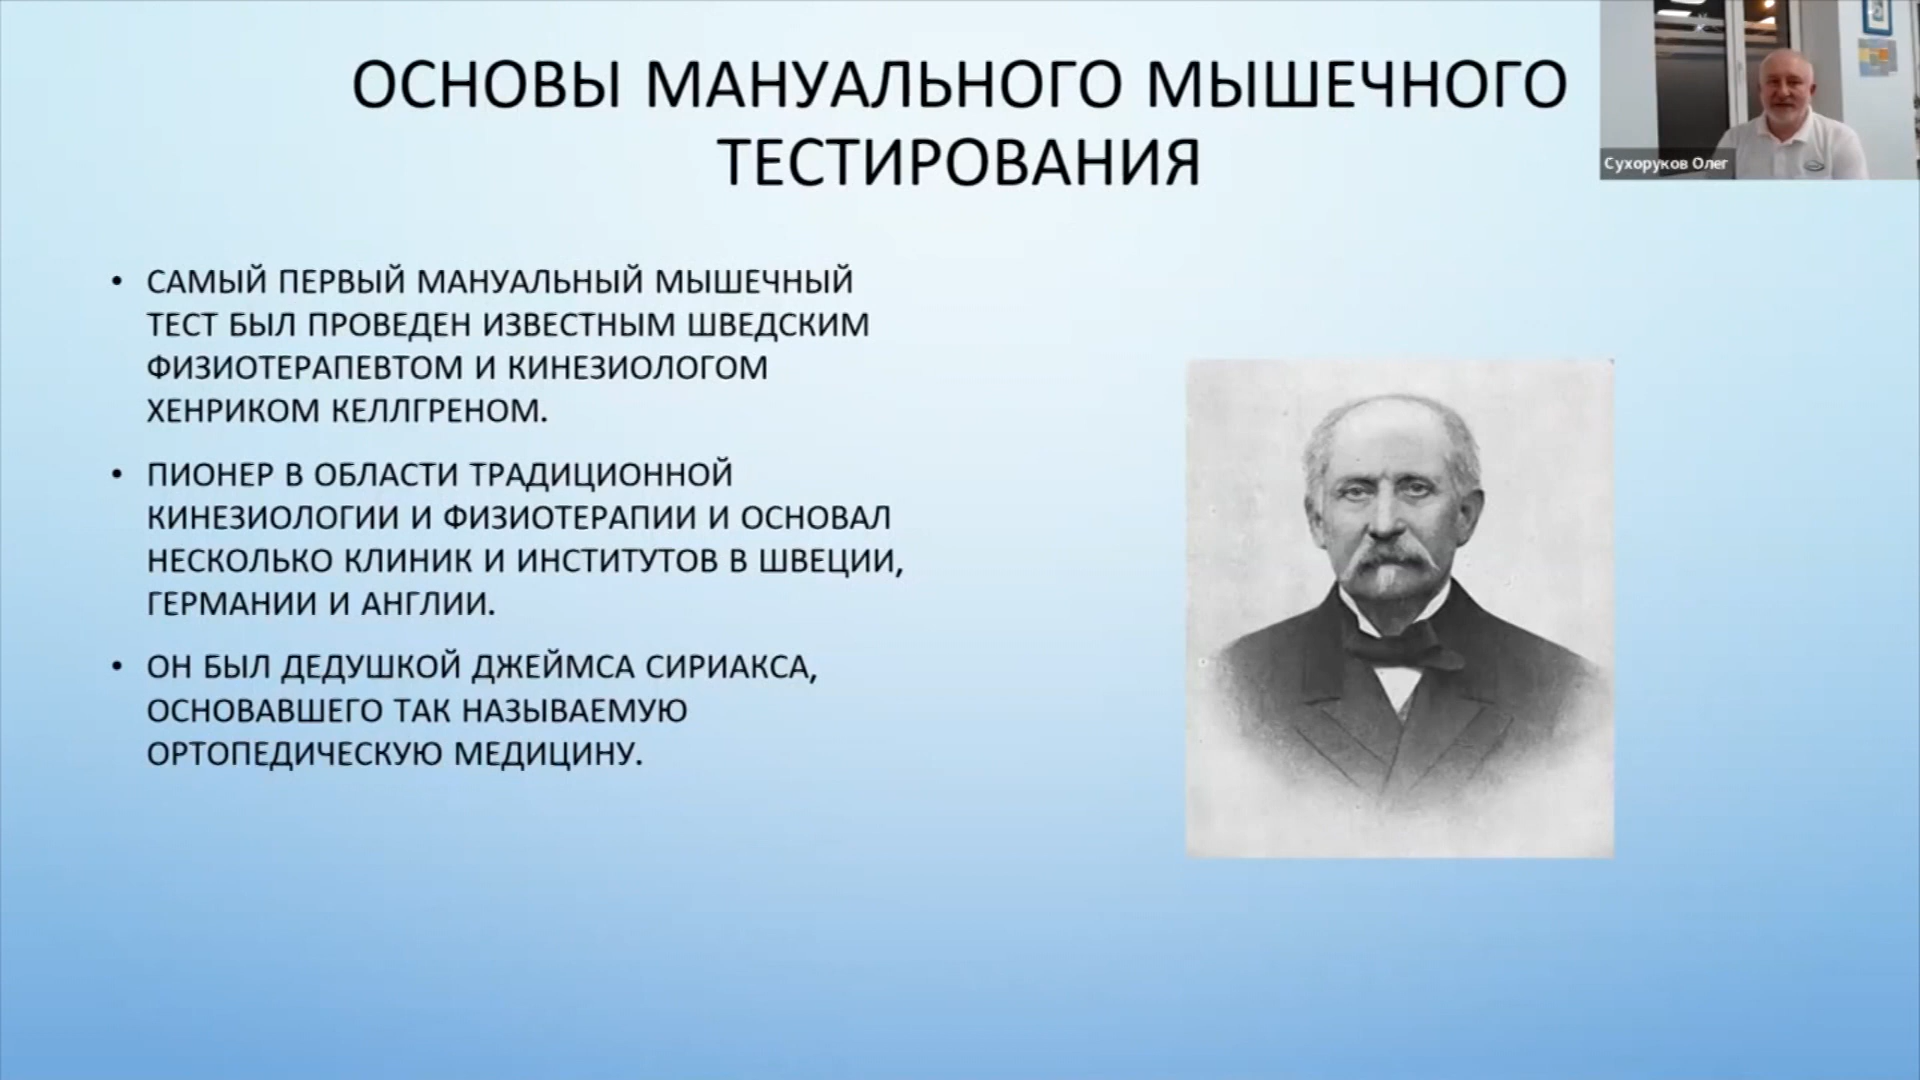 ОСНОВЫ МАНУАЛЬНОГО МЫШЕЧНОГО
ТЕСТИРОВАНИЯ
Сухоруков Олег
• САМЫЙ ПЕРВЫЙ МАНУАЛЬНЫЙ МЫШЕЧНЫЙ
ТЕСТ БЫЛ ПРОВЕДЕН ИЗВЕСТНЫМ ШВЕДСКИМ
ФИЗИОТЕРАПЕВТОМ И КИНЕЗИОЛОГОМ
ХЕНРИКОМ КЕЛЛГРЕНОМ.
• ПИОНЕР В ОБЛАСТИ ТРАДИЦИОННОЙ
КИНЕЗИОЛОГИИ И ФИЗИОТЕРАПИИ И ОСНОВАЛ
НЕСКОЛЬКО КЛИНИК И ИНСТИТУТОВ В ШВЕЦИИ,
ГЕРМАНИИ И АНГЛИИ.
• ОН БЫЛ ДЕДУШКОЙ ДЖЕЙМСА СИРИАКСА,
ОСНОВАВШЕГО ТАК НАЗЫВАЕМУЮ
ОРТОПЕДИЧЕСКУЮ МЕДИЦИНУ.